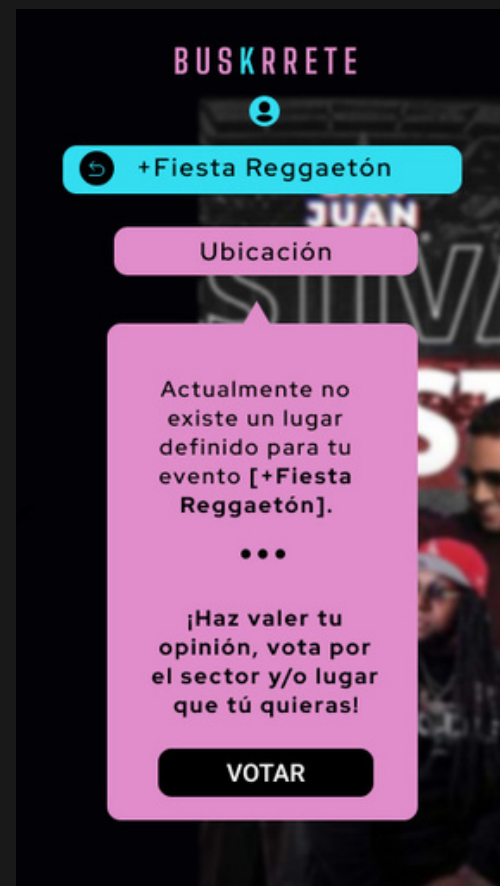 BUSKRRETE
+Fiesta Reggaetón
JUAN
Ubicación
Actualmente no
existe un lugar
definido para tu
evento [+Fiesta
Reggaetón].
•••
¡Haz valer tu
opinión, vota por
el sector y/o lugar
que tú quieras!
VOTAR